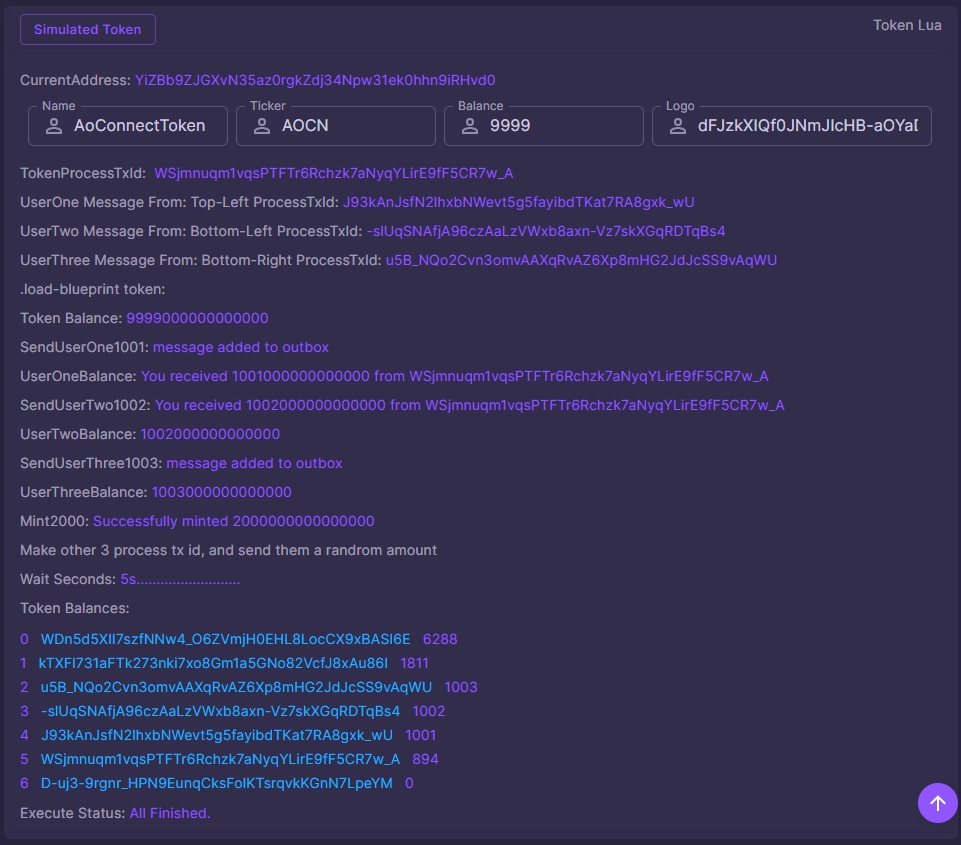 Simulated Token
Token Lua
CurrentAddress: YiZBb9ZJGXvN35az0rgkZdj34Npw31ek0hhn9iRHvd0
Name
Ticker
Balance
Logo
AoConnectToken
AOCN
9999
dFJzkXIQf0JNmJIcHB-aOYaD
TokenProcessTxId: WSjmnuqm1vqsPTFTr6Rchzk7aNyqYLirE9fF5CR7w_A
UserOne Message From: Top-Left ProcessTxId: J93kAnJsfN2lhxbNWevt5g5fayibdTKat7RA8gxk_wU
UserTwo Message From: Bottom-Left ProcessTxId: -slUqSNAfjA96czAaLzVWxb8axn-Vz7skXGqRDTqBs4
UserThree Message From: Bottom-Right ProcessTxId: u5B_NQo2Cvn3omvAAXqRvAZ6Xp8mHG2JdJcSS9vAqWU
.load-blueprint token:
Token Balance: 9999000000000000
SendUserOne1001: message added to outbox
UserOneBalance: You received 1001000000000000 from WSjmnuqm1vqsPTFTr6Rchzk7aNyqYLirE9fF5CR7w_A
SendUserTwo1002: You received 1002000000000000 from WSjmnuqm1vqsPTFTr6Rchzk7aNyqYLirE9fF5CR7w_A
UserTwoBalance: 1002000000000000
SendUserThree1003: message added to outbox
UserThreeBalance: 1003000000000000
Mint2000: Successfully minted 2000000000000000
Make other 3 process tx id, and send them a randrom amount
Wait Seconds: 5s..........................
Token Balances:
0 WDn5d5XII7szfNNw4_O6ZVmjH0EHL8LocCX9xBASI6E 6288
1 kTXFI731aFTk273nki7xo8Gm1a5GNo82VcfJ8xAu86I 1811
2 u5B_NQo2Cvn3omvAAXqRvAZ6Xp8mHG2JdJcSS9vAqWU 1003
3 -slUqSNAfjA96czAaLzVWxb8axn-Vz7skXGqRDTqBs4 1002
4 J93kAnJsfN2lhxbNWevt5g5fayibdTKat7RA8gxk_wU 1001
5 WSjmnuqm1vqsPTFTr6Rchzk7aNyqYLirE9fF5CR7w_A 894
6 D-uj3-9rgnr_HPN9EunqCksFolKTsrqvkKGnN7LpeYM 0
Execute Status: All Finished.